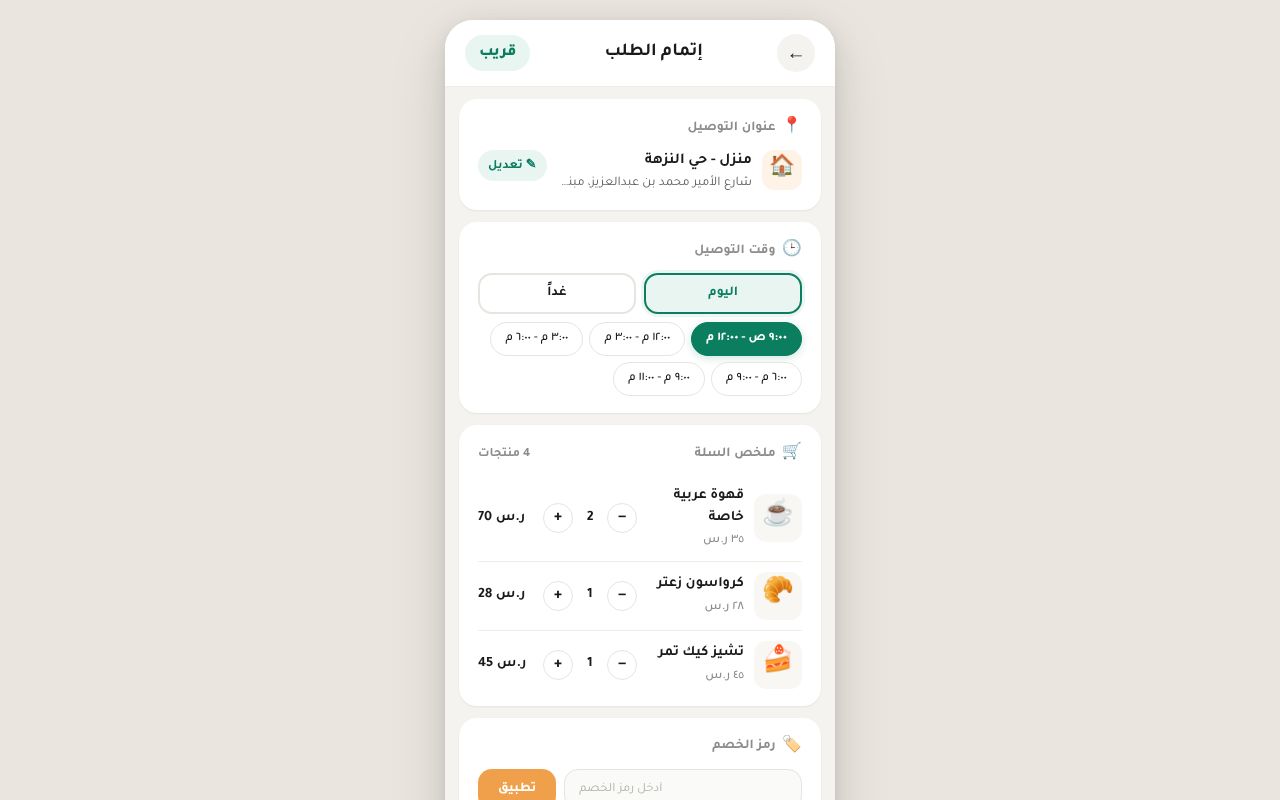 ←
إتمام الطلب
قريب
📍 عنوان التوصيل
🏠 منزل - حي النزهة
شارع الأمير محمد بن عبدالعزيز، مبنـ...
✎ تعديل
🕒 وقت التوصيل
اليوم
غداً
٩:٠٠ ص - ١٢:٠٠ م
١٢:٠٠ م - ٣:٠٠ م
٣:٠٠ م - ٦:٠٠ م
٦:٠٠ م - ٩:٠٠ م
٩:٠٠ م - ١١:٠٠ م
🛒 ملخص السلة
4 منتجات
قهوة عربية
خاصة
٣٥ ر.س
− 2 +
70 ر.س
كرواسون زعتر
٢٨ ر.س
− 1 +
28 ر.س
تشيز كيك تمر
٤٥ ر.س
− 1 +
45 ر.س
🏷️ رمز الخصم
ادخل رمز الخصم
تطبيق